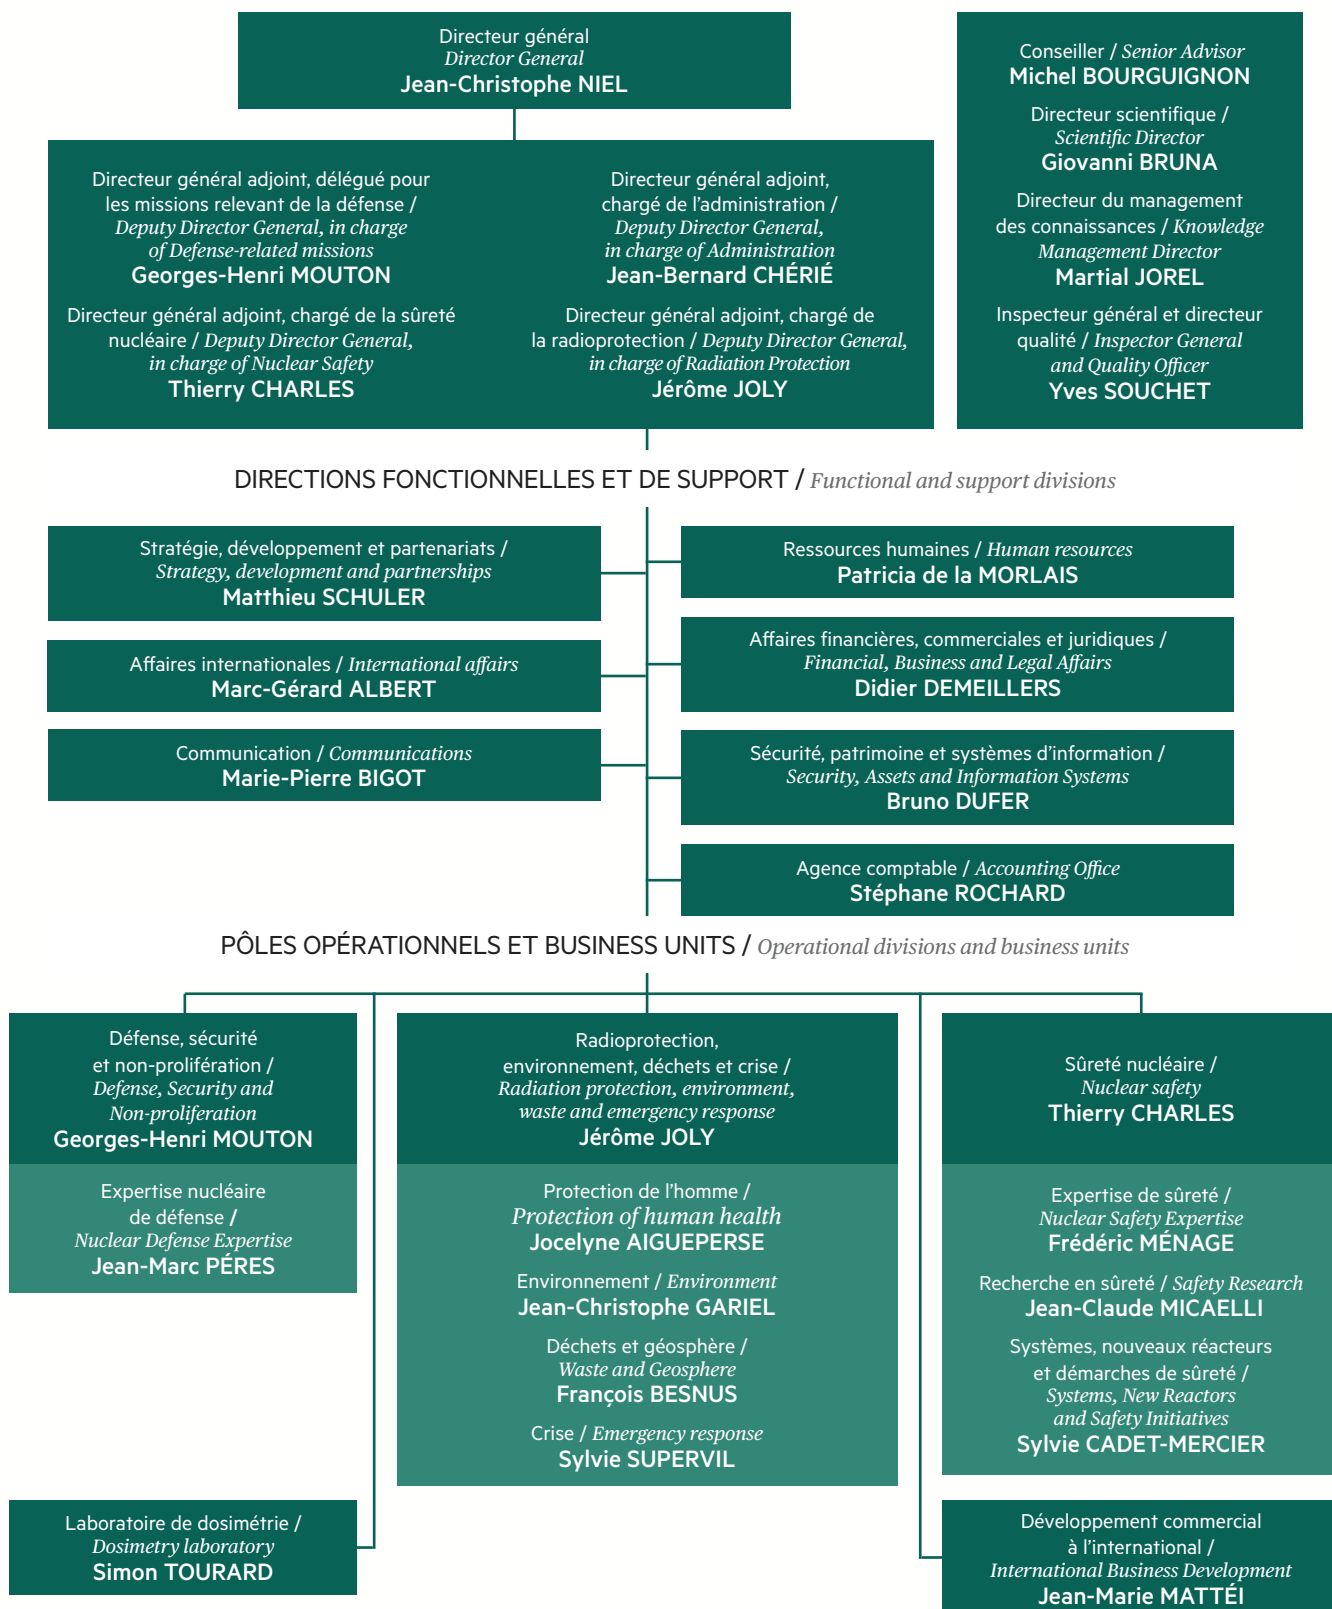 Directeur général
Director General
Jean-Christophe NIEL
Conseiller / Senior Advisor
Michel BOURGUIGNON
Directeur scientifique /
Scientific Director
Giovanni BRUNA
Directeur du management
des connaissances / Knowledge
Management Director
Martial JOREL
Inspecteur général et directeur
qualité / Inspector General
and Quality Officer
Yves SOUCHET
Directeur général adjoint, délégué pour
les missions relevant de la défense /
Deputy Director General, in charge
of Defense-related missions
Georges-Henri MOUTON
Directeur général adjoint,
chargé de l'administration /
Deputy Director General,
in charge of Administration
Jean-Bernard CHÉRIÉ
Directeur général adjoint, chargé de la sûreté
nucléaire / Deputy Director General,
in charge of Nuclear Safety
Thierry CHARLES
Directeur général adjoint, chargé de
la radioprotection / Deputy Director General,
in charge of Radiation Protection
Jérôme JOLY
DIRECTIONS FONCTIONNELLES ET DE SUPPORT / Functional and support divisions
Stratégie, développement et partenariats /
Strategy, development and partnerships
Matthieu SCHULER
Affaires internationales / International affairs
Marc-Gérard ALBERT
Communication / Communications
Marie-Pierre BIGOT
Ressources humaines / Human resources
Patricia de la MORLAIS
Affaires financières, commerciales et juridiques /
Financial, Business and Legal Affairs
Didier DEMEILLERS
Sécurité, patrimoine et systèmes d'information /
Security, Assets and Information Systems
Bruno DUFER
Agence comptable / Accounting Office
Stéphane ROCHARD
PÔLES OPÉRATIONNELS ET BUSINESS UNITS / Operational divisions and business units
Défense, sécurité
et non-prolifération /
Defense, Security and
Non-proliferation
Georges-Henri MOUTON
Expertise nucléaire
de défense /
Nuclear Defense Expertise
Jean-Marc PÉRES
Radioprotection,
environnement, déchets et crise /
Radiation protection, environment,
waste and emergency response
Jérôme JOLY
Protection de l'homme /
Protection of human health
Jocelyne AIGUEPERSE
Environnement / Environment
Jean-Christophe GARIEL
Déchets et géosphère /
Waste and Geosphere
François BESNUS
Crise / Emergency response
Sylvie SUPERVIL
Sûreté nucléaire /
Nuclear safety
Thierry CHARLES
Expertise de sûreté /
Nuclear Safety Expertise
Frédéric MÉNAGE
Recherche en sûreté / Safety Research
Jean-Claude MICAELLI
Systèmes, nouveaux réacteurs
et démarches de sûreté /
Systems, New Reactors
and Safety Initiatives
Sylvie CADET-MERCIER
Laboratoire de dosimétrie /
Dosimetry laboratory
Simon TOURARD
Développement commercial
à l'international /
International Business Development
Jean-Marie MATTÉI